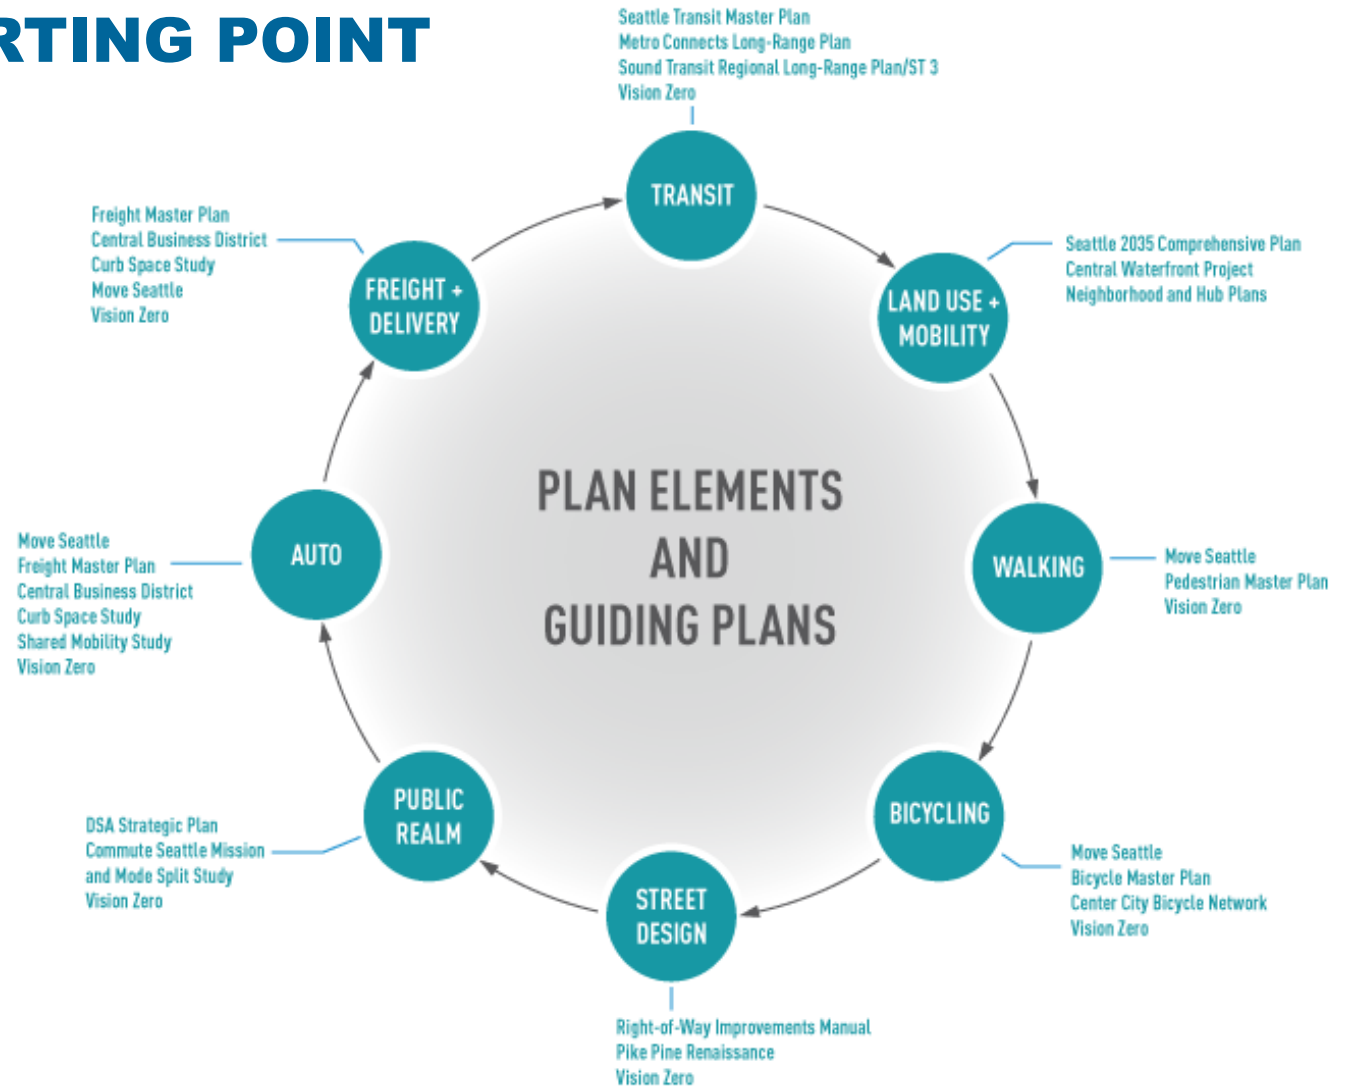 RTING POINT
Seattle Transit Master Plan
Metro Connects Long-Range Plan
Sound Transit Regional Long-Range Plan/ST 3
Vision Zero
TRANSIT
Freight Master Plan
Central Business District
Curb Space Study
Move Seattle
Vision Zero
FREIGHT +
DELIVERY
Seattle 2035 Comprehensive Plan
Central Waterfront Project
Neighborhood and Hub Plans
LAND USE +
MOBILITY
PLAN ELEMENTS
AND
GUIDING PLANS
Move Seattle
Freight Master Plan
Central Business District
Curb Space Study
Shared Mobility Study
Vision Zero
AUTO
WALKING
Move Seattle
Pedestrian Master Plan
Vision Zero
DSA Strategic Plan
Commute Seattle Mission
and Mode Split Study
Vision Zero
PUBLIC
REALM
BICYCLING
Move Seattle
Bicycle Master Plan
Center City Bicycle Network
Vision Zero
STREET
DESIGN
Right-of-Way Improvements Manual
Pike Pine Renaissance
Vision Zero